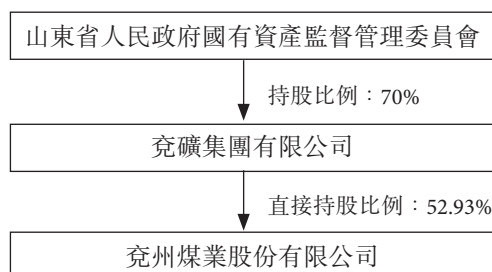 山東省人民政府國有資產監督管理委員會
持股比例：70%
兗礦集團有限公司
直接持股比例：52.93%
兗州煤業股份有限公司